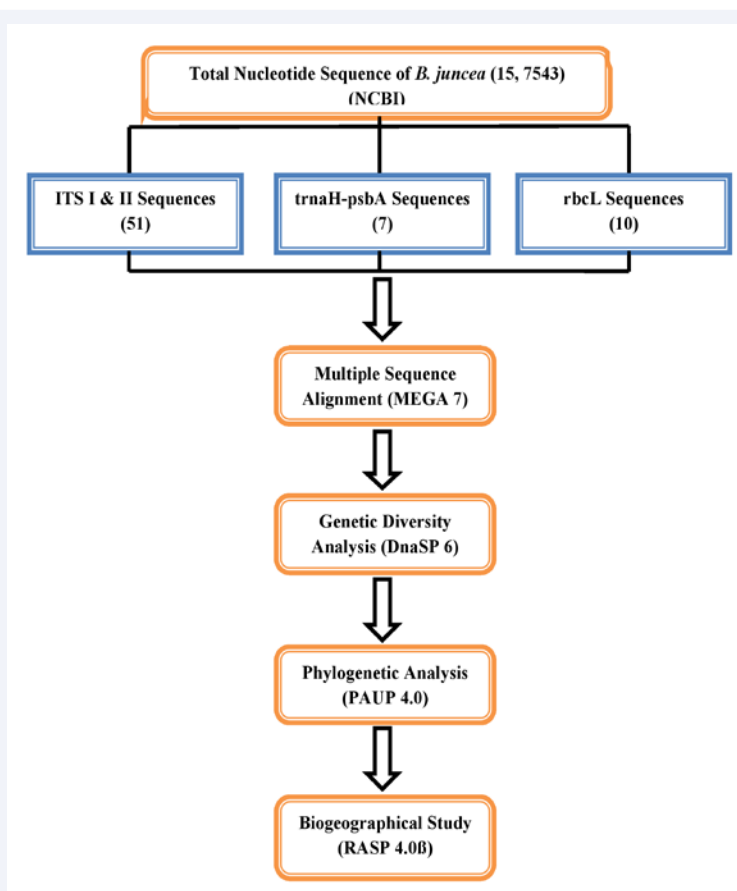 Total Nucleotide Sequence of B. juncea (15, 7543)
(NCBI)
ITS I & II Sequences
(51)
trnaH-psbA Sequences
(7)
rbcL Sequences
(10)
Multiple Sequence
Alignment (MEGA 7)
Genetic Diversity
Analysis (DnaSP 6)
Phylogenetic Analysis
(PAUP 4.0)
Biogeographical Study
(RASP 4.0ß)